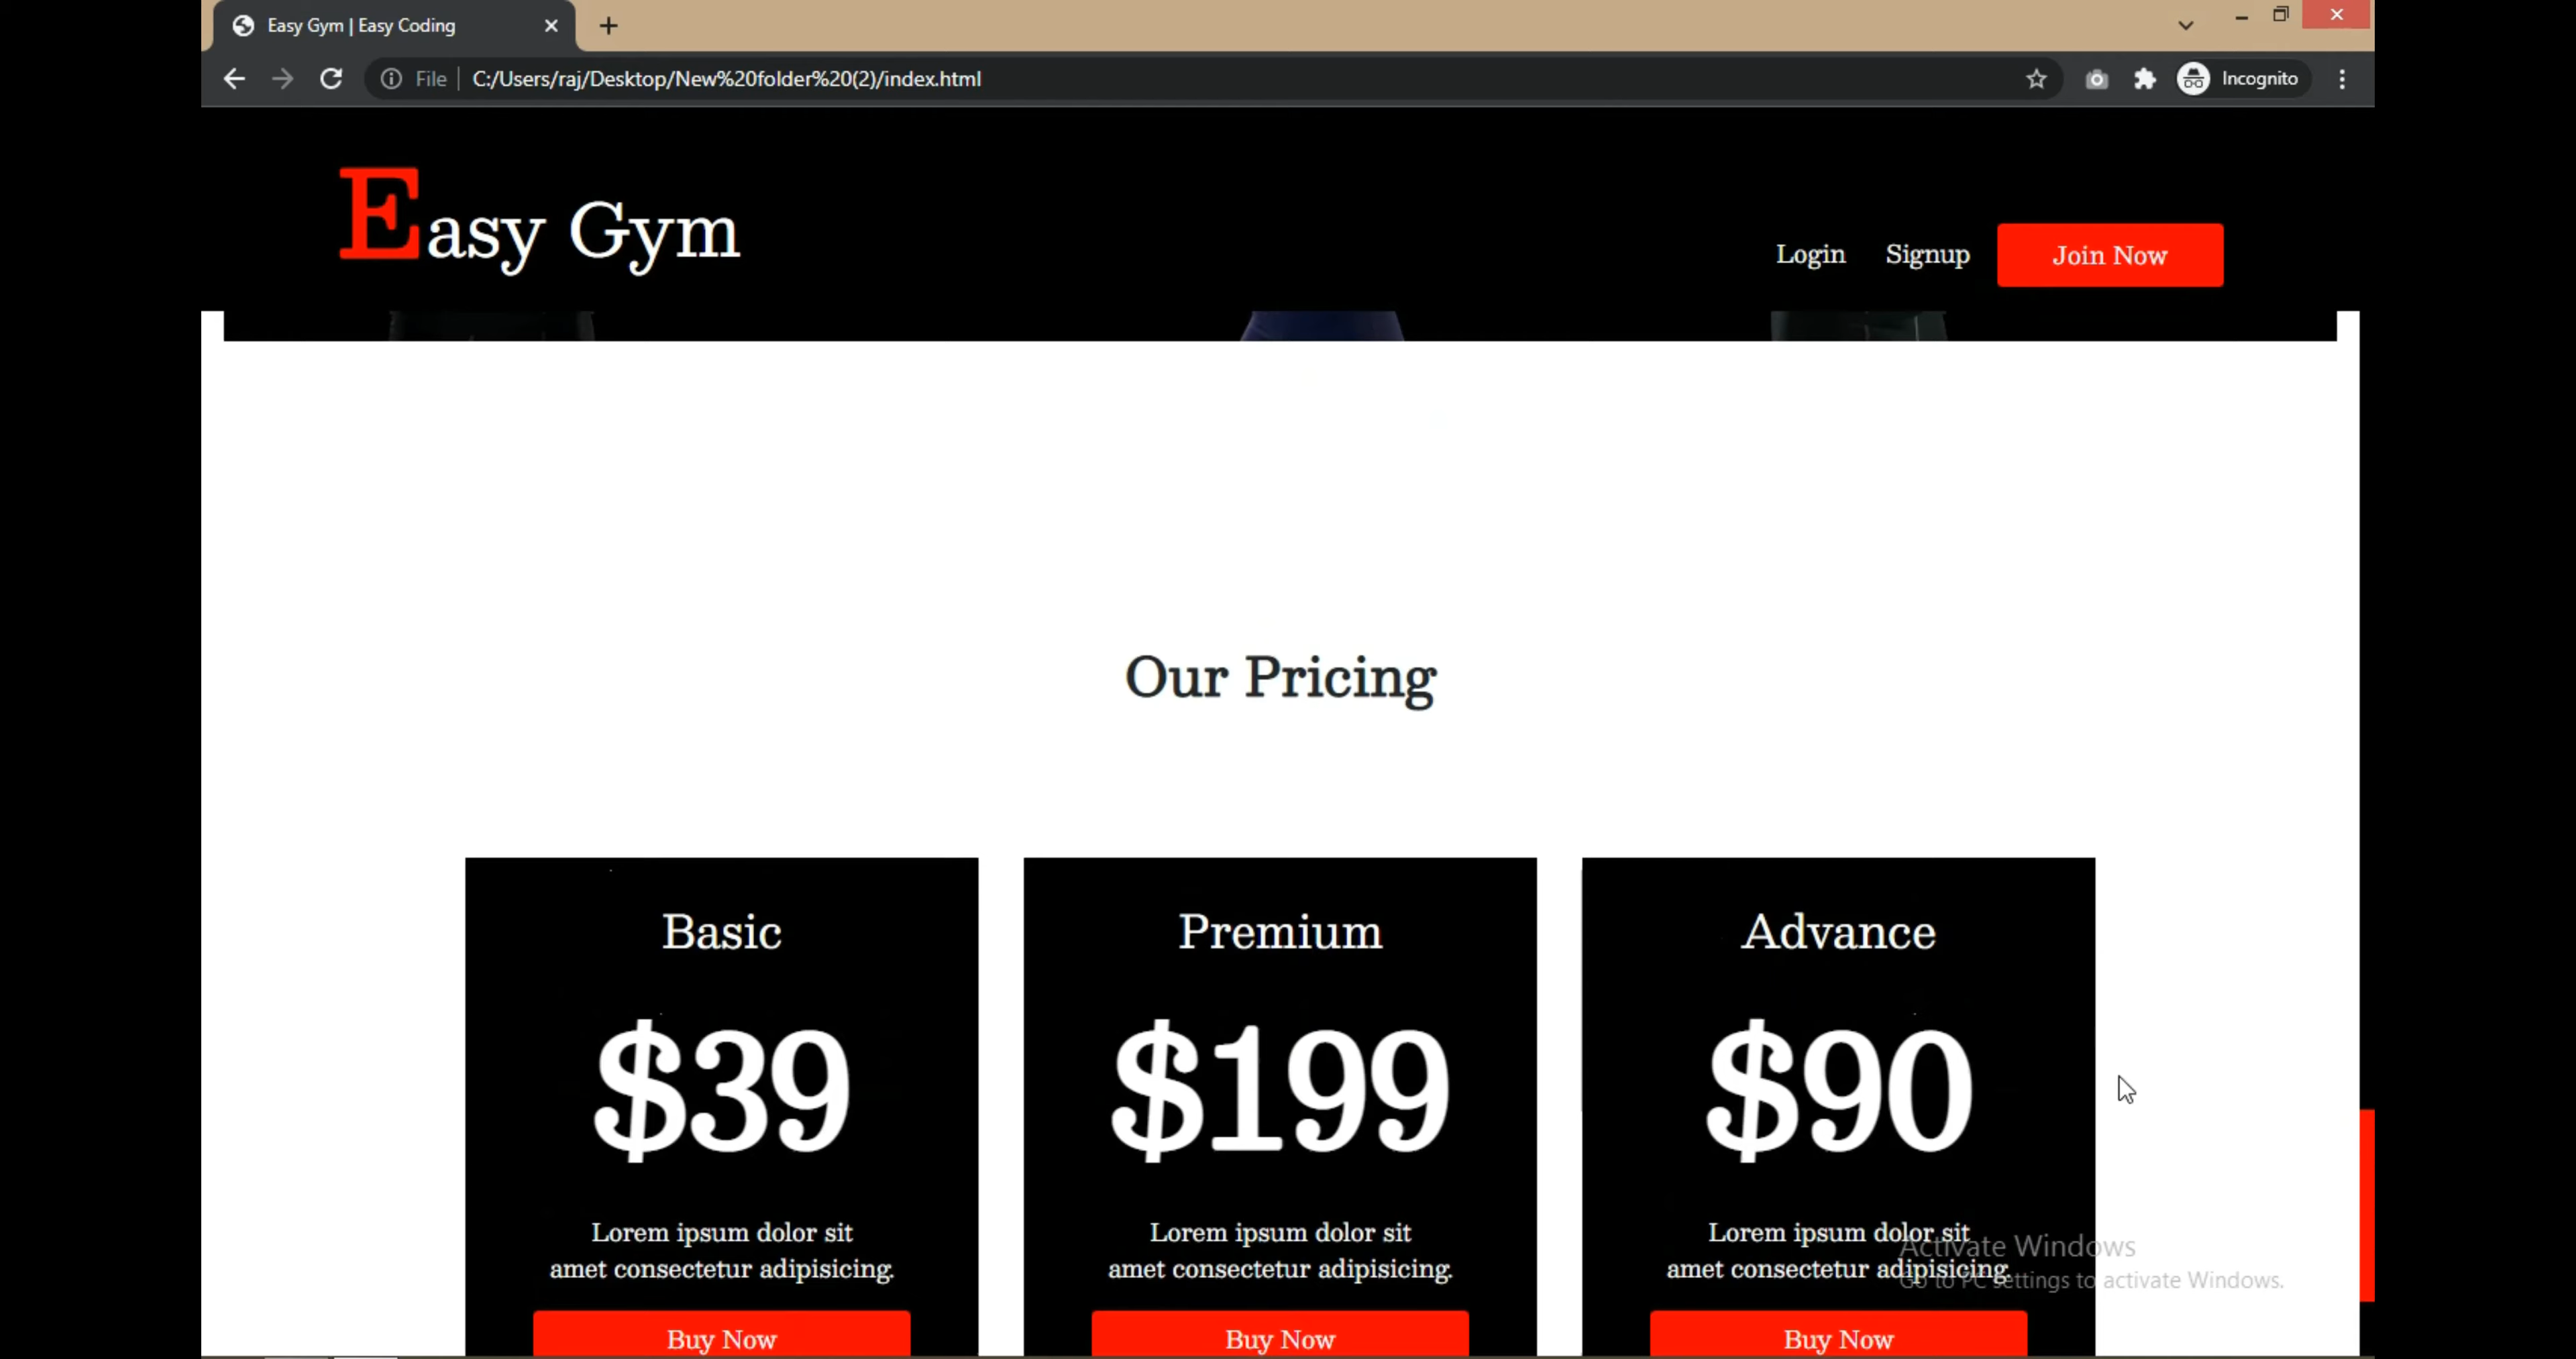 Easy Gym | Easy Coding
File
C:/Users/raj/Desktop/New%20folder%20(2)/index.html
Incognito
Easy Gym
Login
Signup
Join Now
Our Pricing
Basic
Premium
Advance
$39
$199
$90
Lorem ipsum dolor sit
amet consectetur adipisicing.
Lorem ipsum dolor sit
amet consectetur adipisicing.
Lorem ipsum dolor sit
amet consectetur adipisicing.
Activate Windows
Go to PC settings to activate Windows.
Buy Now
Buy Now
Buy Now